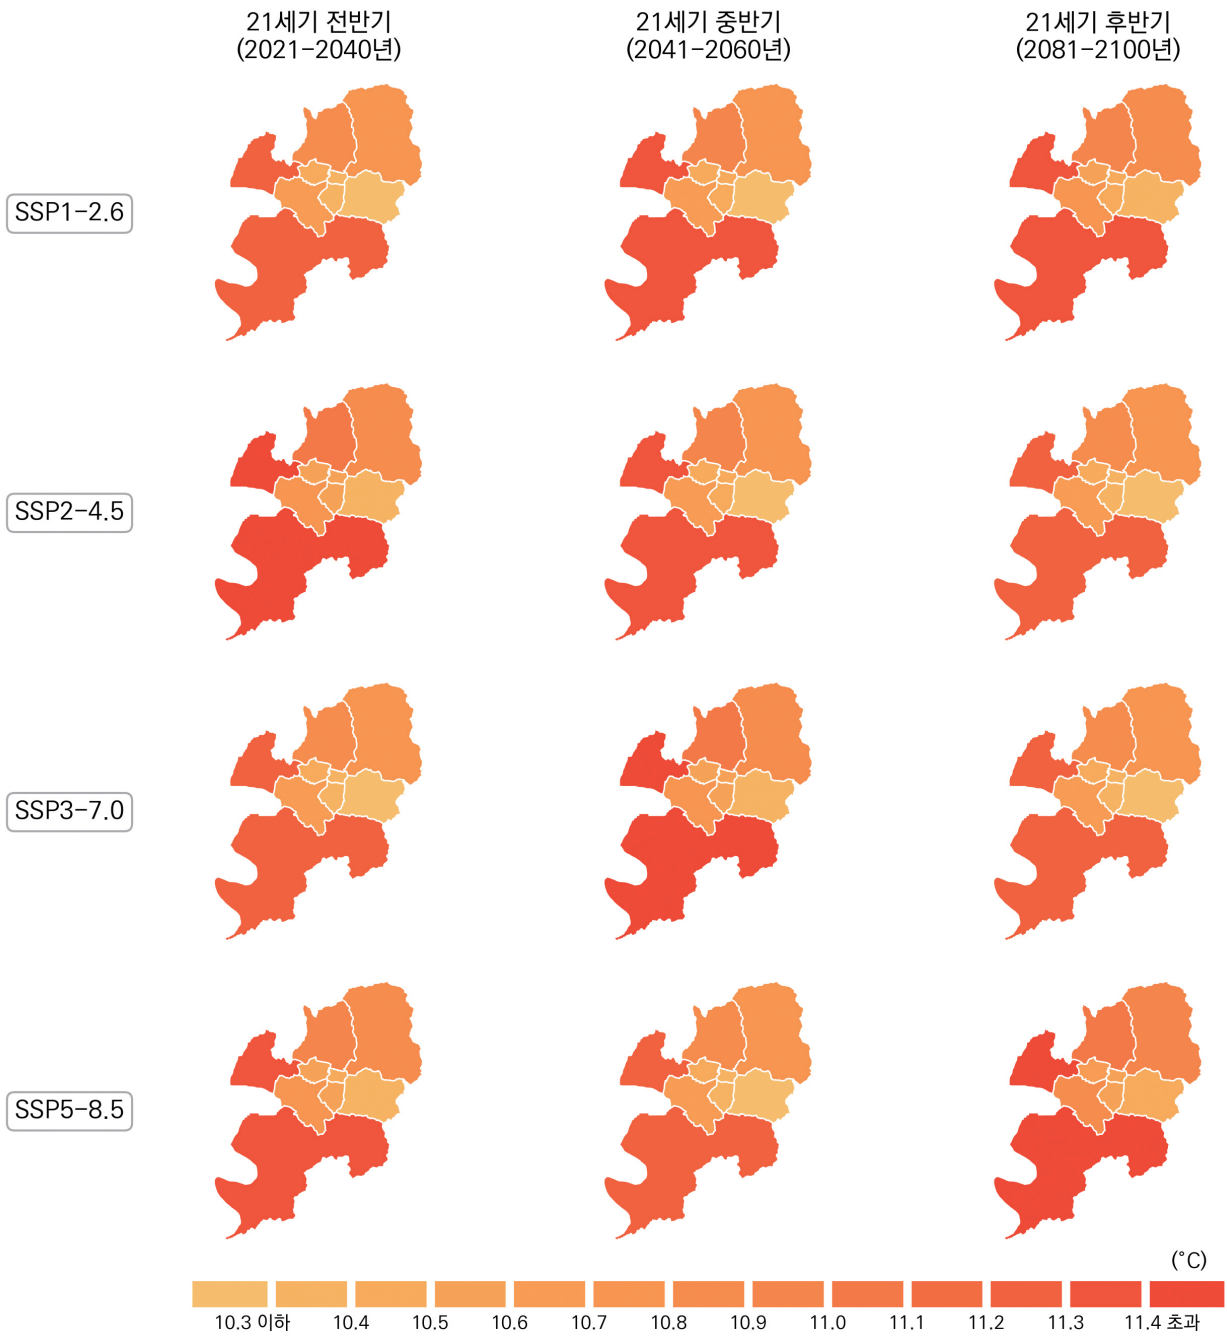 21세기 전반기
(2021-2040년)
21세기 중반기
(2041-2060년)
21세기 후반기
(2081-2100년)
SSP1-2.6
SSP2-4.5
SSP3-7.0
SSP5-8.5
(°C)
10.3 이하 10.4 10.5 10.6 10.7 10.8 10.9 11.0 11.1 11.2 11.3 11.4 초과